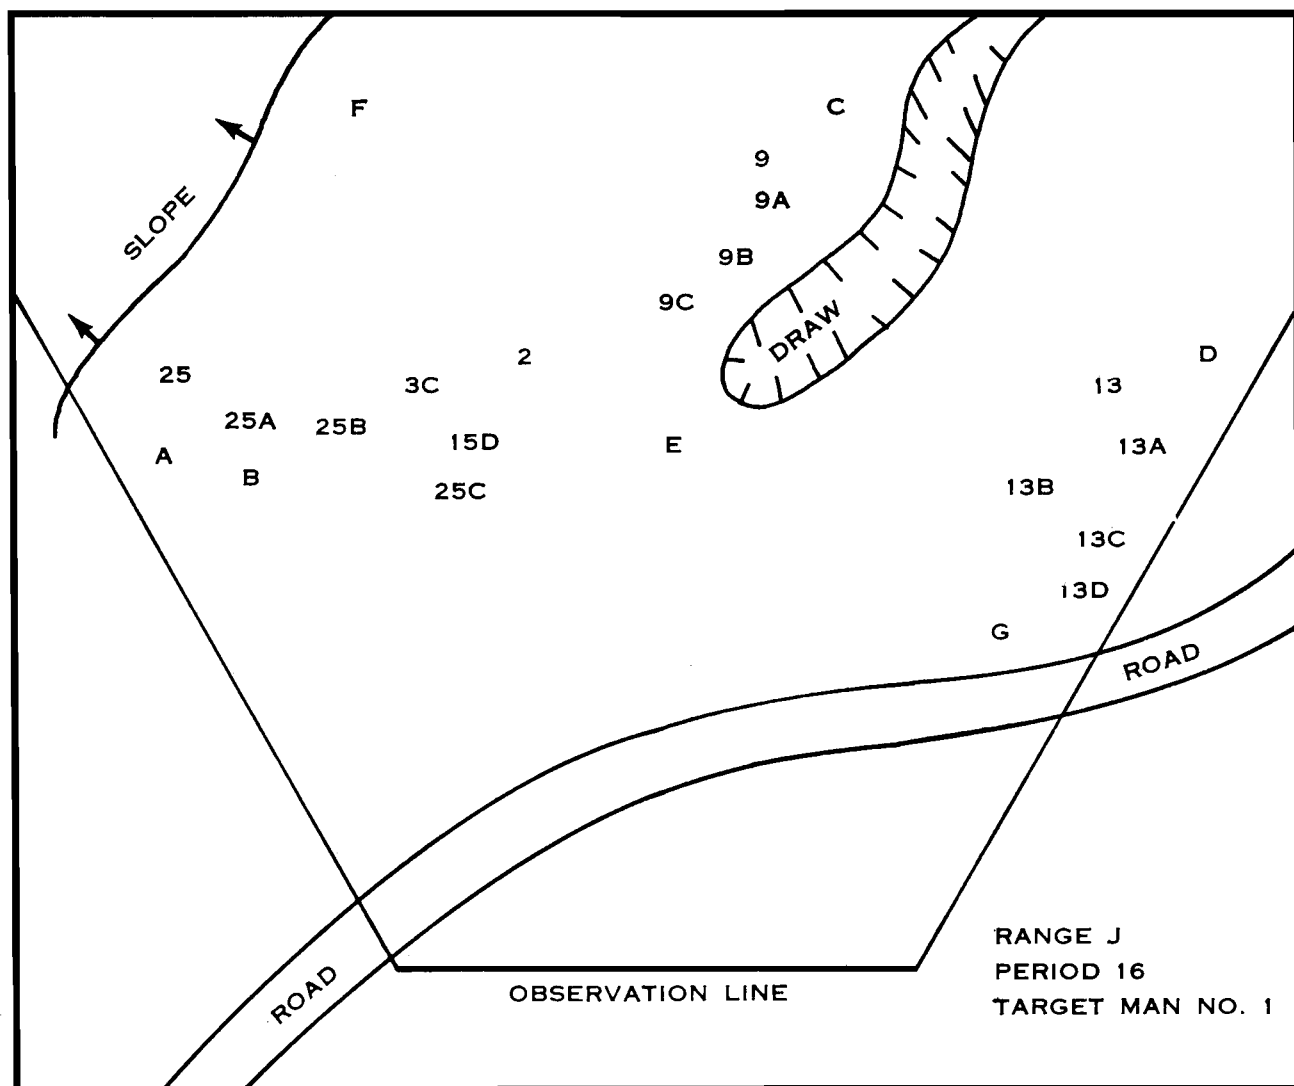 F
C
9
SLOPE
9A
9B
9C
DRAW
2
D
25
3C
13
25A
25B
15D
E
13A
A
B
25C
13B
13C
13D
G
ROAD
RANGE J
PERIOD 16
TARGET MAN NO. 1
ROAD
OBSERVATION LINE